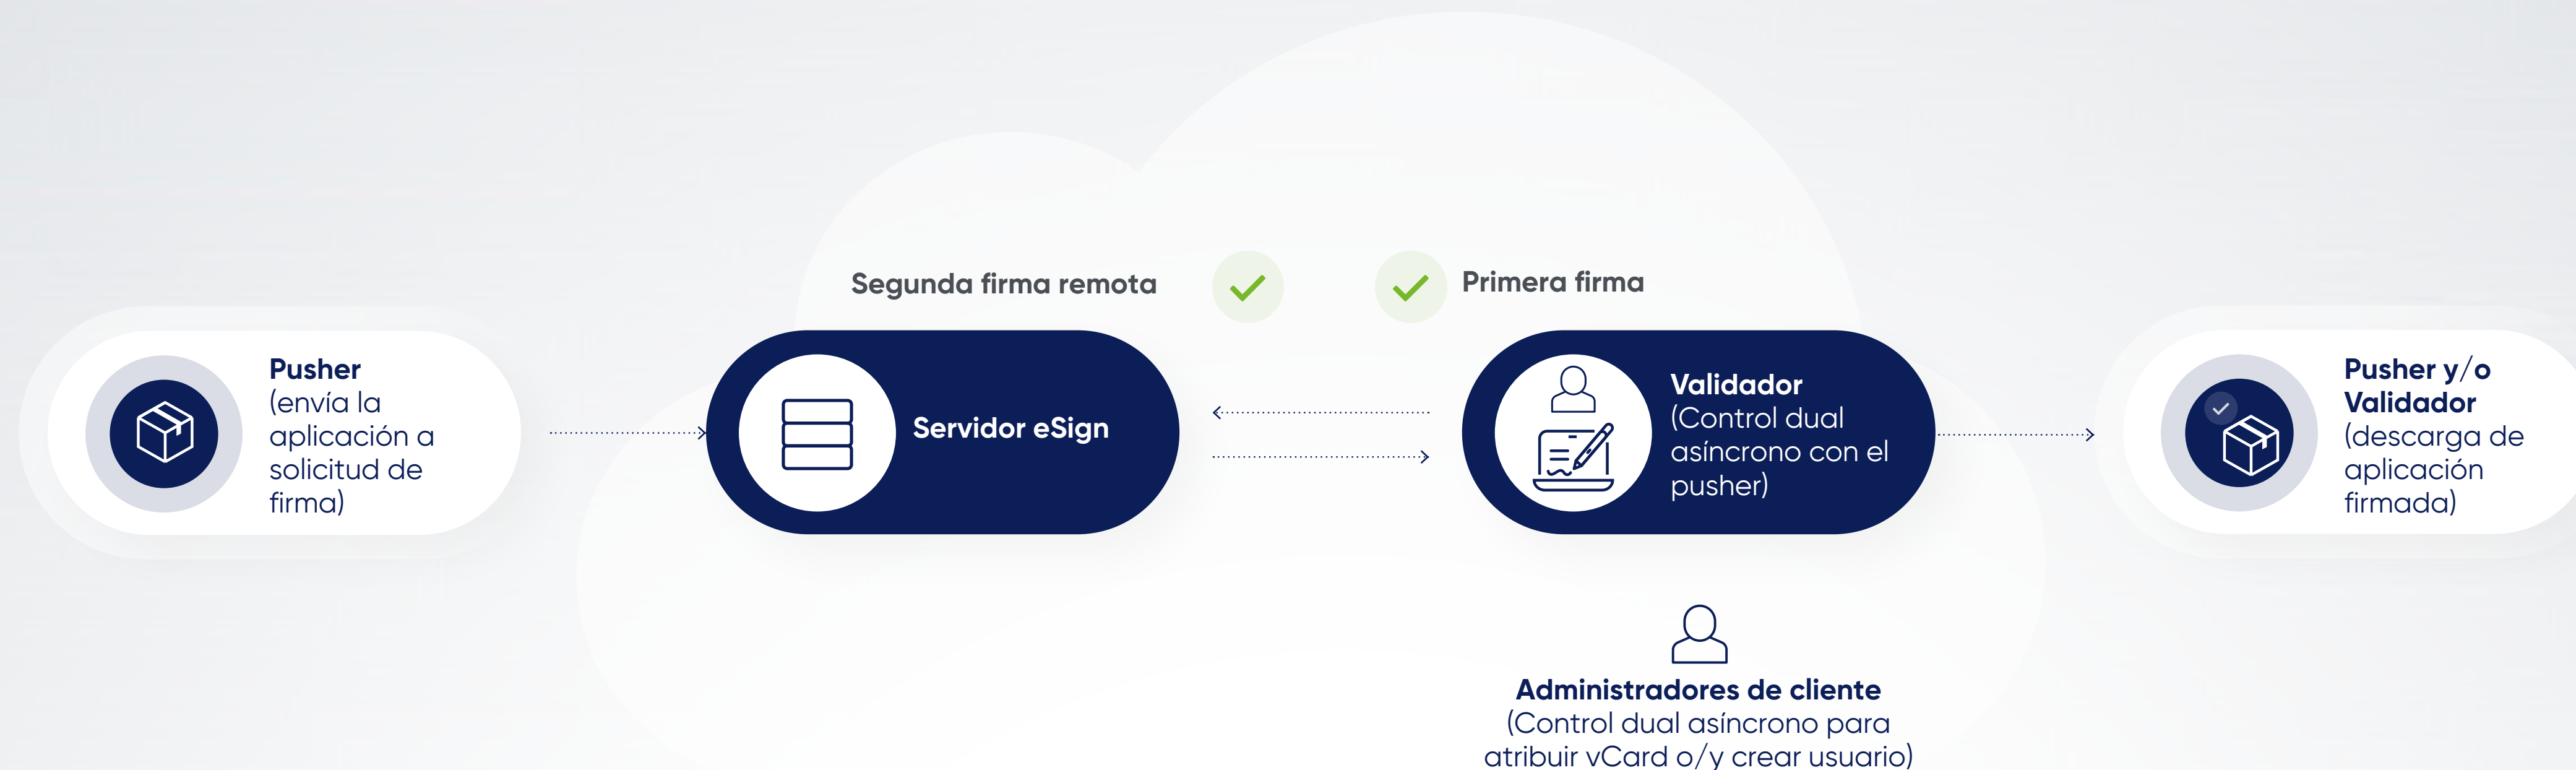 Segunda firma remota
Primera firma
Pusher
(envía la
aplicación a
solicitud de
firma)
Servidor eSign
Validador
(Control dual
asíncrono con el
pusher)
Pusher y/o
Validador
(descarga de
aplicación
firmada)
Administradores de cliente
(Control dual asíncrono para
atribuir vCard o/y crear usuario)